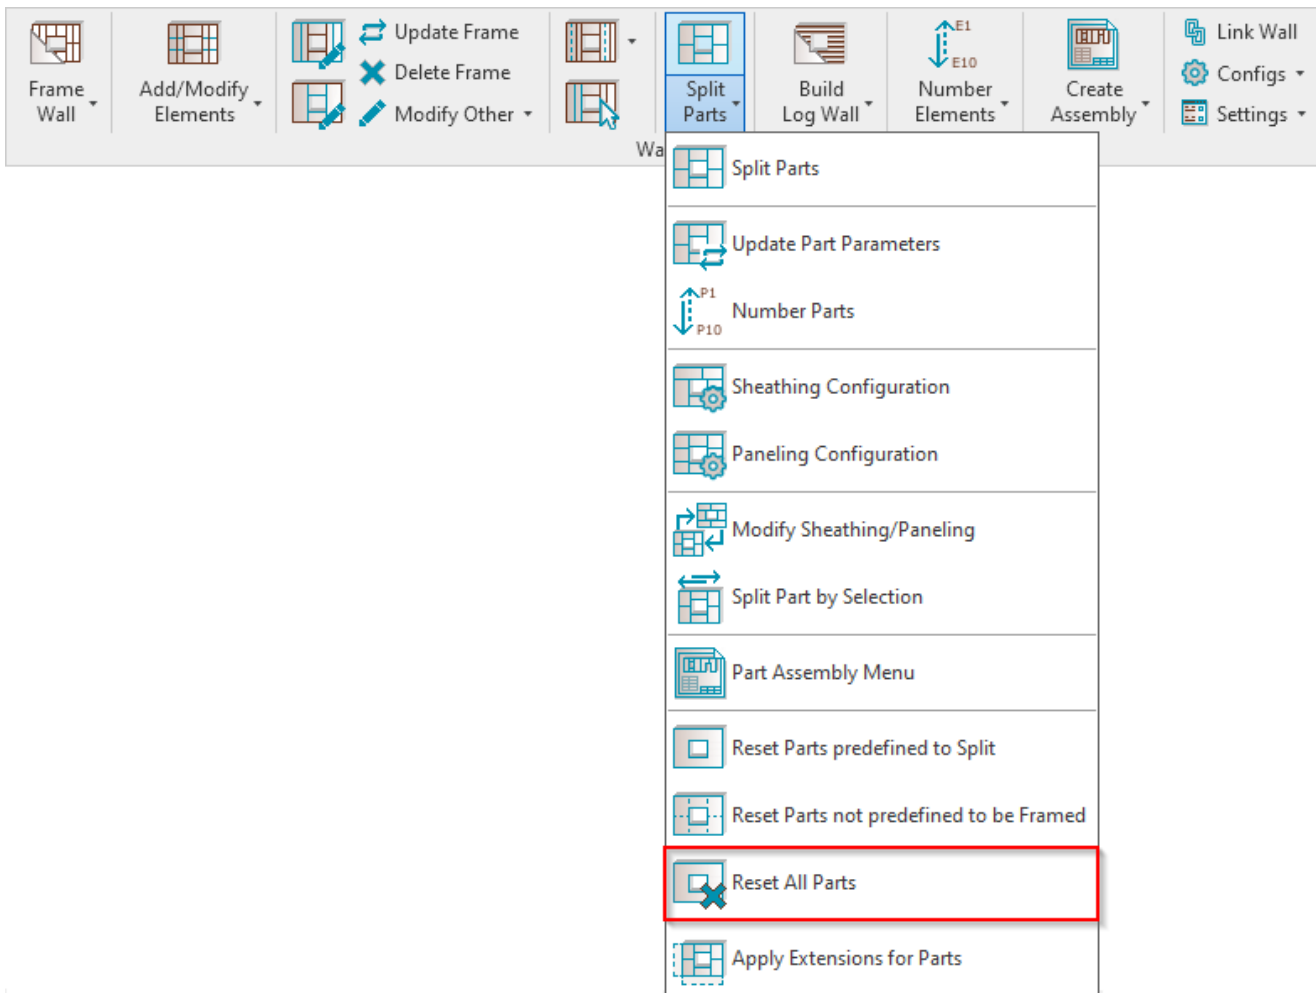 Frame
Wall
Add/Modify
Elements
Update Frame
Delete Frame
Modify Other
Split
Parts
Build
Log Wall
E1
E10
Number
Elements
Create
Assembly
Link Wall
Configs
Settings
Wa
Split Parts
Update Part Parameters
P1
P10
Number Parts
Sheathing Configuration
Paneling Configuration
Modify Sheathing/Paneling
Split Part by Selection
Part Assembly Menu
Reset Parts predefined to Split
Reset Parts not predefined to be Framed
Reset All Parts
Apply Extensions for Parts